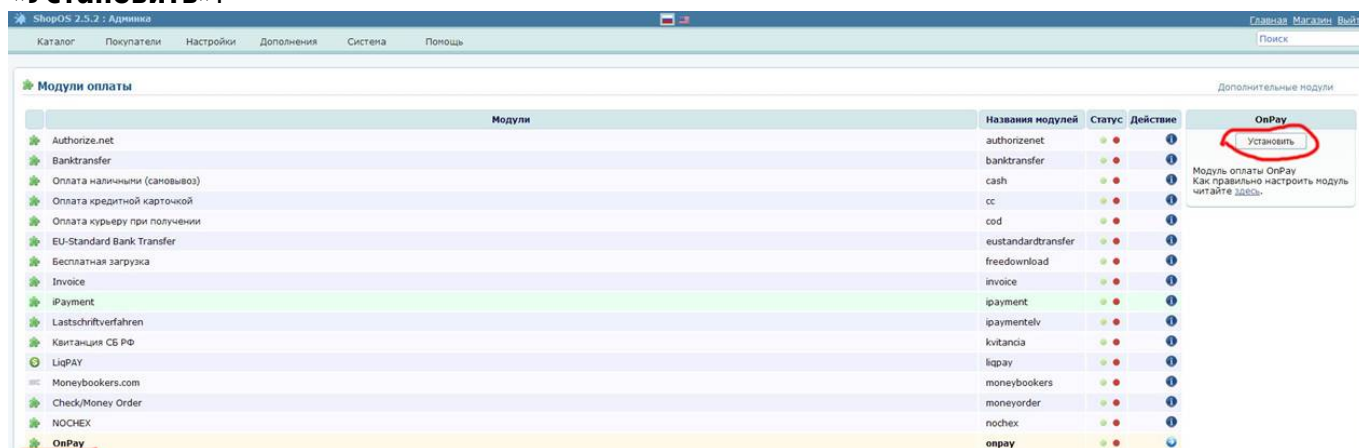 «Установить»:
ShopOS 2.5.2 : Админка
Главная Магазин Вый
Каталог Покупатели Настройки Дополнения Система Помощь
Поиск
Модули оплаты
Дополнительные модули
Модули Названия модулей Статус Действие
OnPay
Authorize.net authorizenet
Установить
Banktransfer banktransfer
Модуль оплаты OnPay
Как правильно настроить модуль
читайте здесь.
Оплата наличными (самовывоз) cash
Оплата кредитной карточкой cc
Оплата курьеру при получении cod
EU-Standard Bank Transfer eustandardtransfer
Бесплатная загрузка freedownload
Invoice invoice
iPayment ipayment
Lastschriftverfahren ipaymentelv
Квитанция СБ РФ kvitancia
LiqPAY liqpay
Moneybookers.com moneybookers
Check/Money Order moneyorder
NOCHEX nochex
OnPay onpay